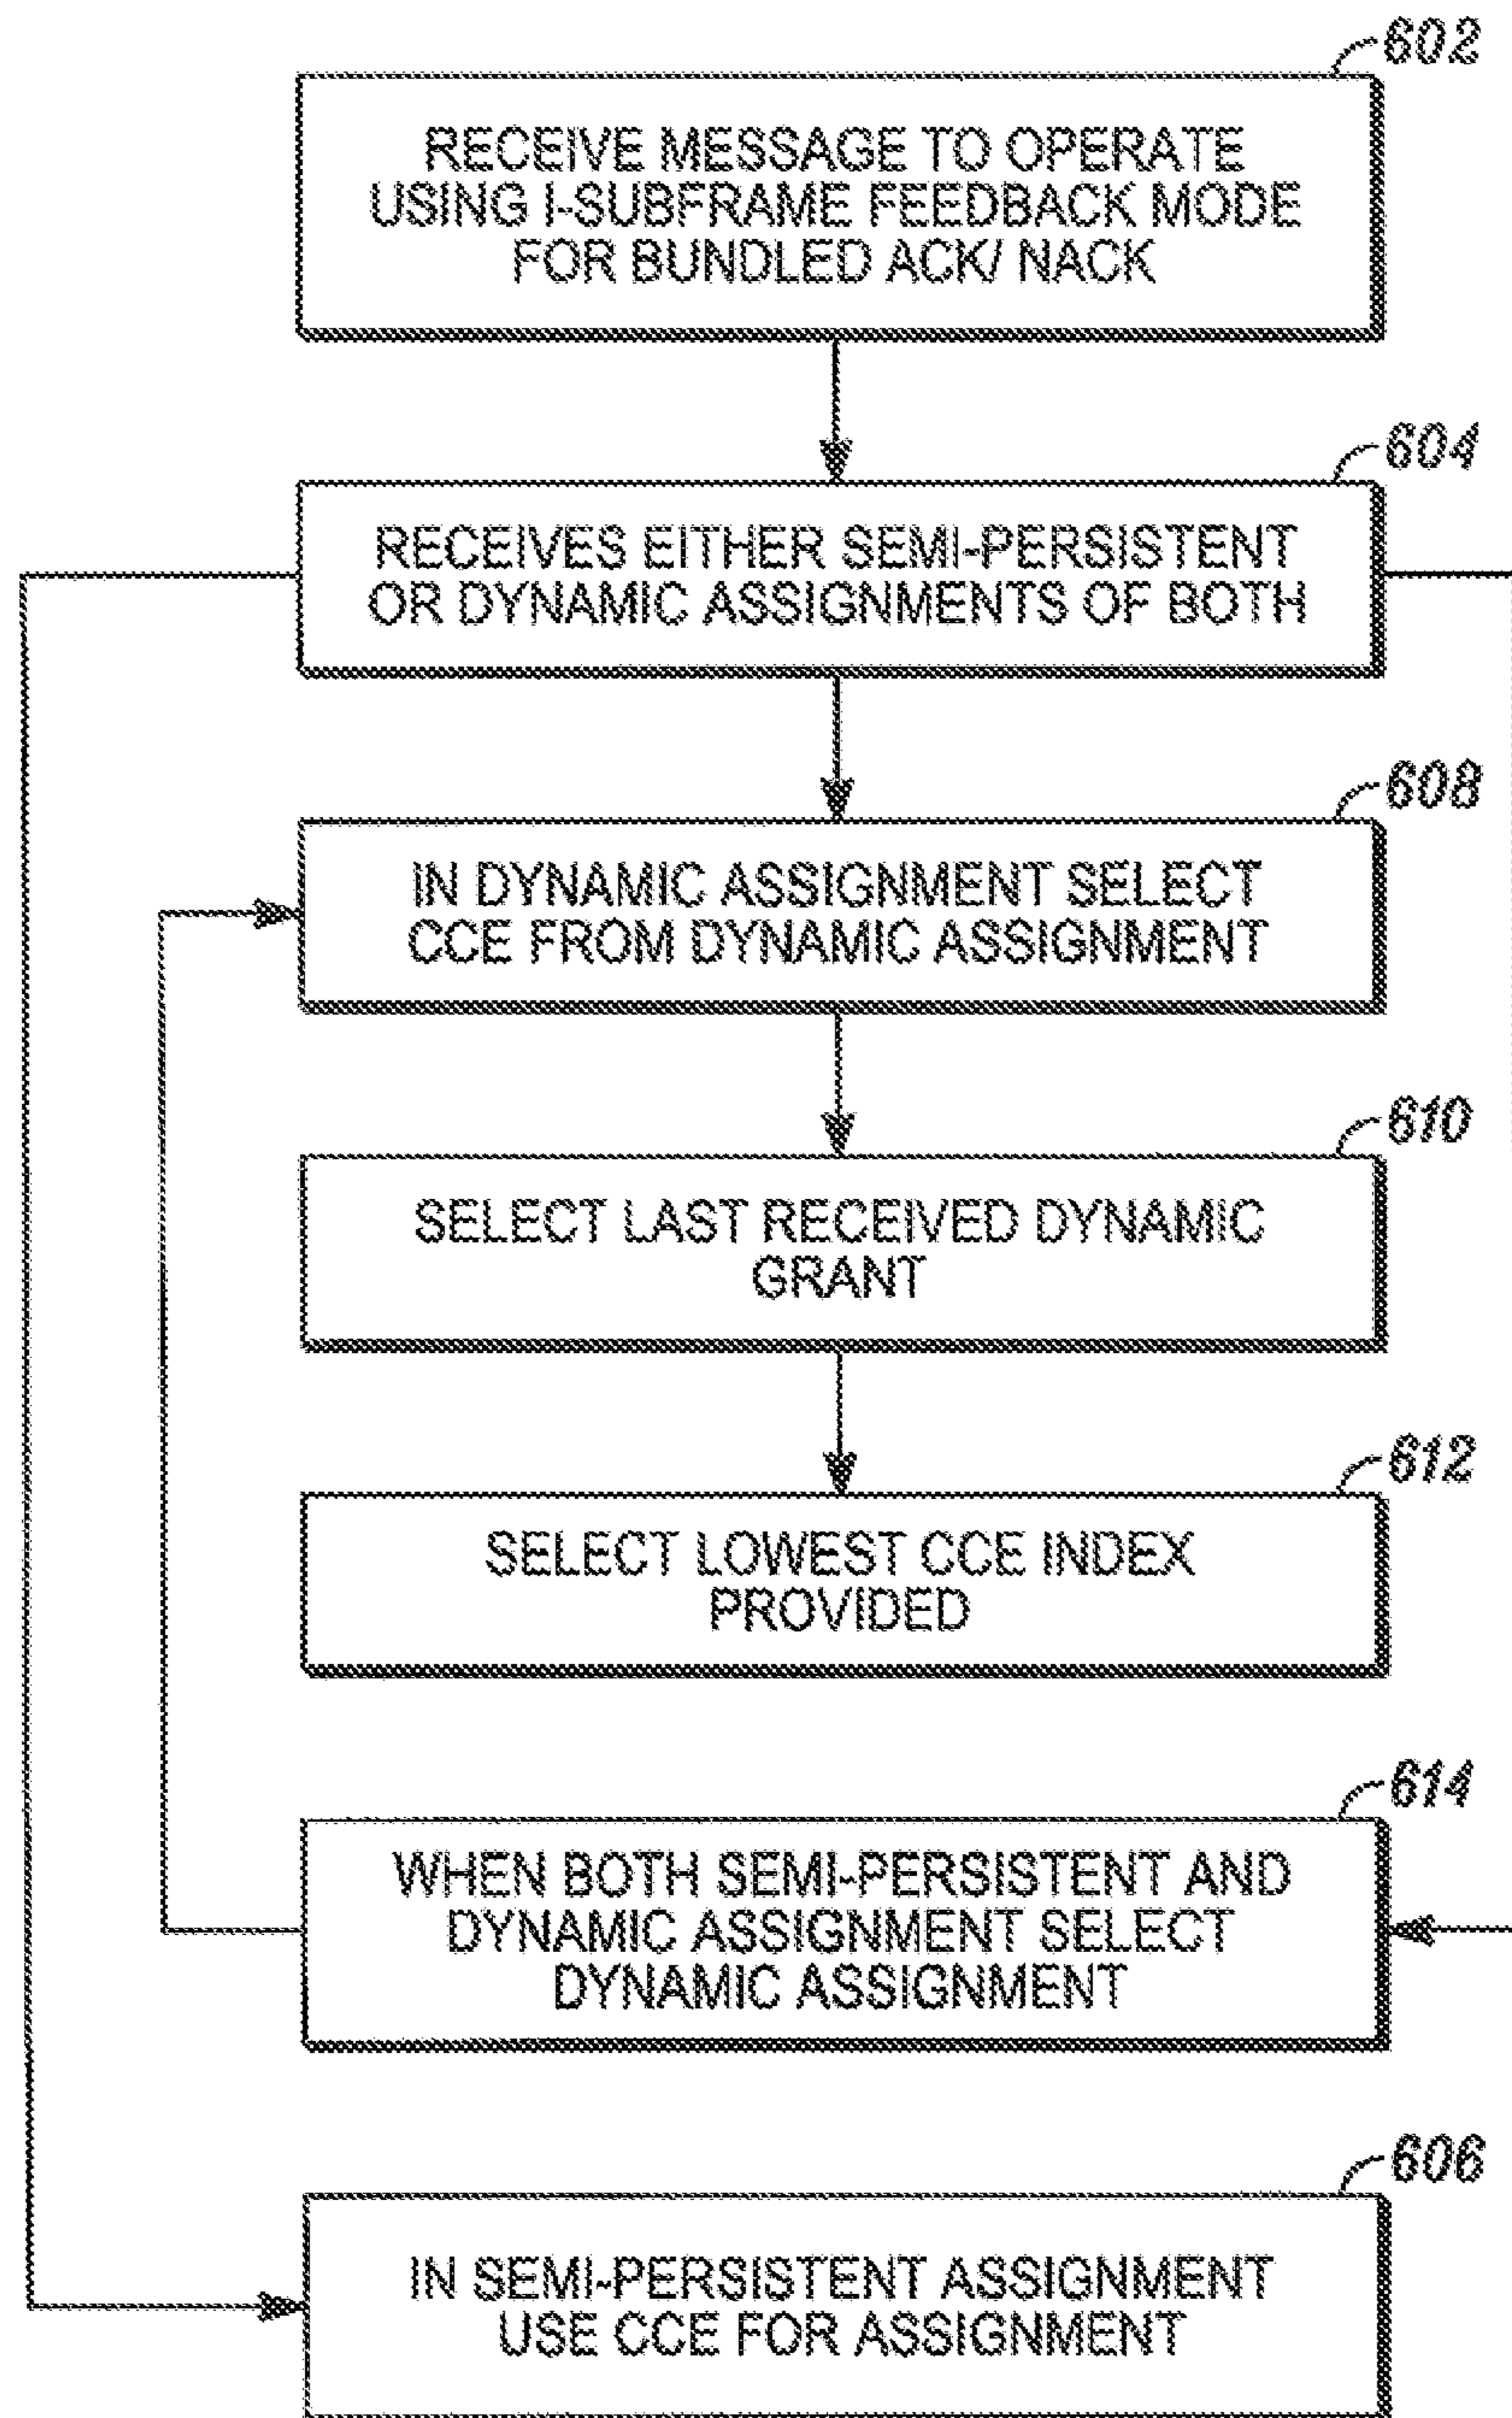 602
RECEIVE MESSAGE TO OPERATE
USING I-SUBFRAME FEEDBACK MODE
FOR BUNDLED ACK/ NACK
604
RECEIVES EITHER SEMI-PERSISTENT
OR DYNAMIC ASSIGNMENTS OF BOTH
608
IN DYNAMIC ASSIGNMENT SELECT
CCE FROM DYNAMIC ASSIGNMENT
610
SELECT LAST RECEIVED DYNAMIC
GRANT
612
SELECT LOWEST CCE INDEX
PROVIDED
614
WHEN BOTH SEMI-PERSISTENT AND
DYNAMIC ASSIGNMENT SELECT
DYNAMIC ASSIGNMENT
606
IN SEMI-PERSISTENT ASSIGNMENT
USE CCE FOR ASSIGNMENT